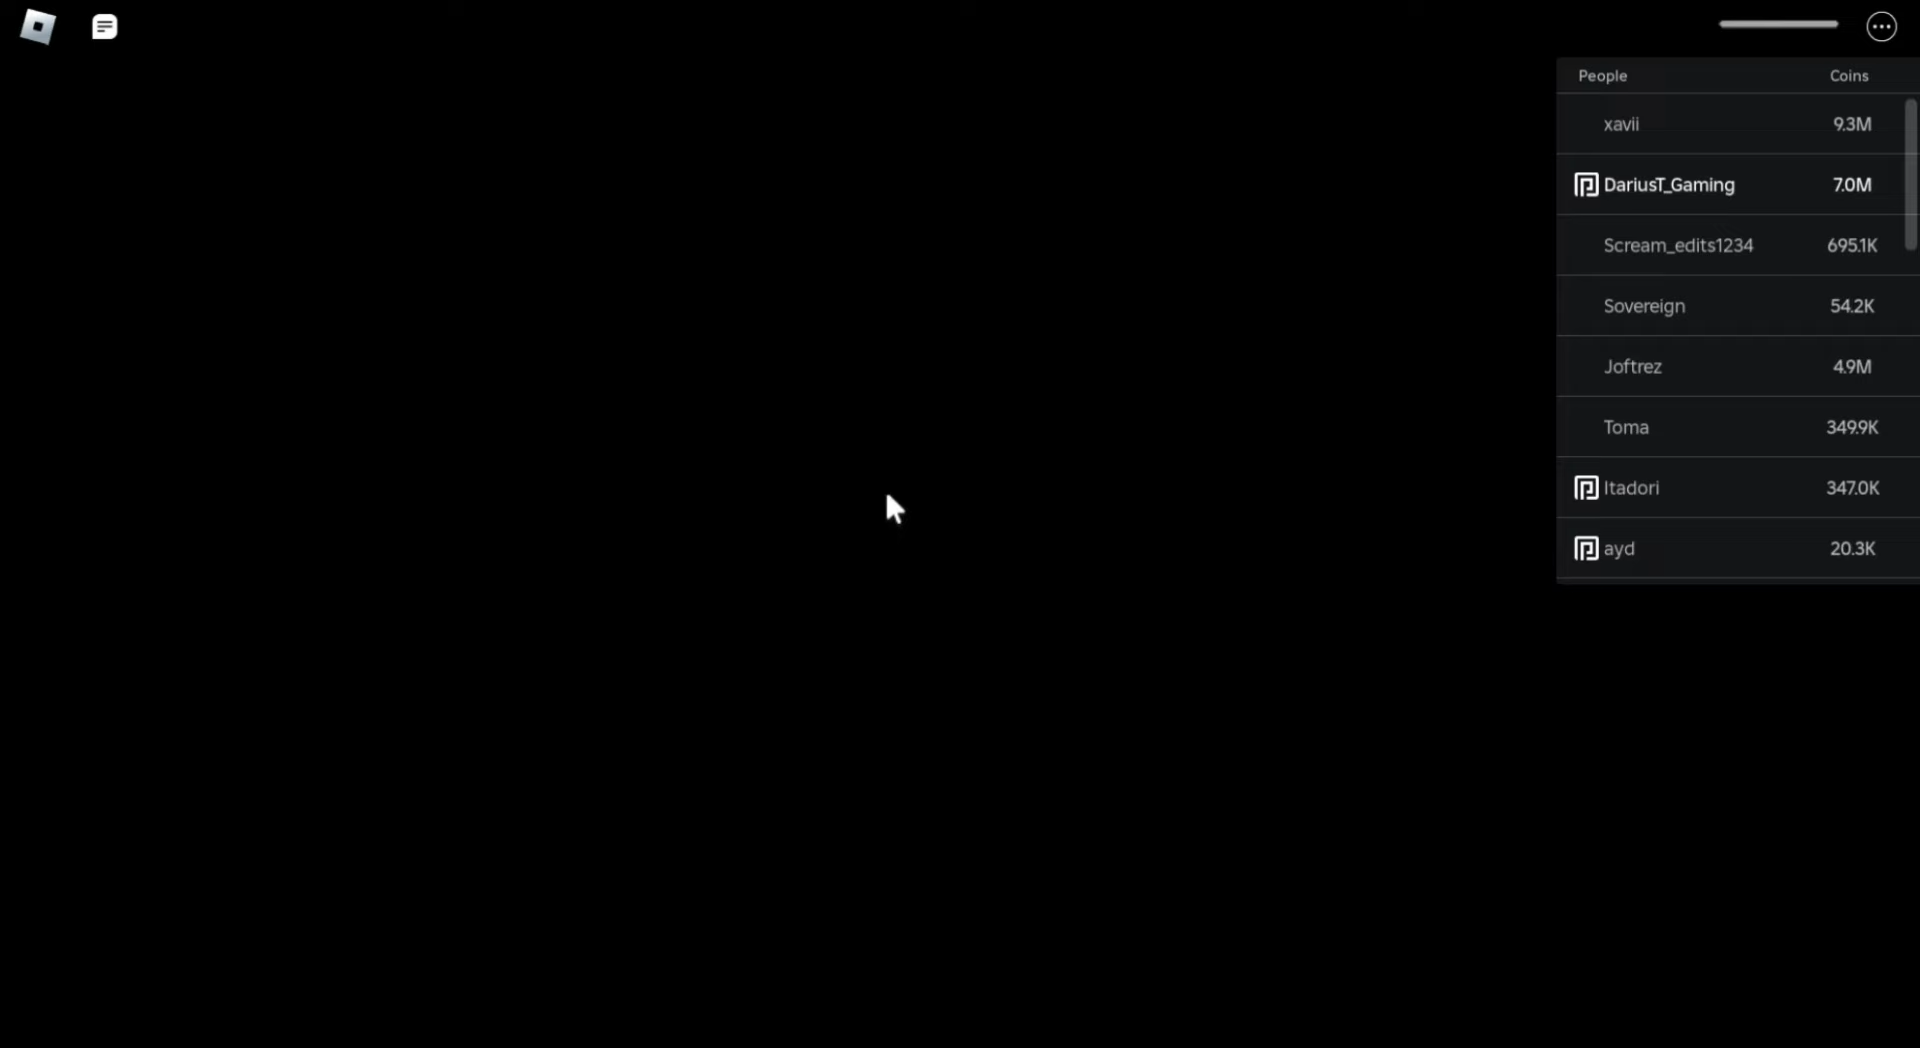 People Coins
xavii 9.3M
DariusT_Gaming 7.0M
Scream_edits1234 695.1K
Sovereign 54.2K
Joftrez 4.9M
Toma 349.9K
Itadori 347.0K
ayd 20.3K